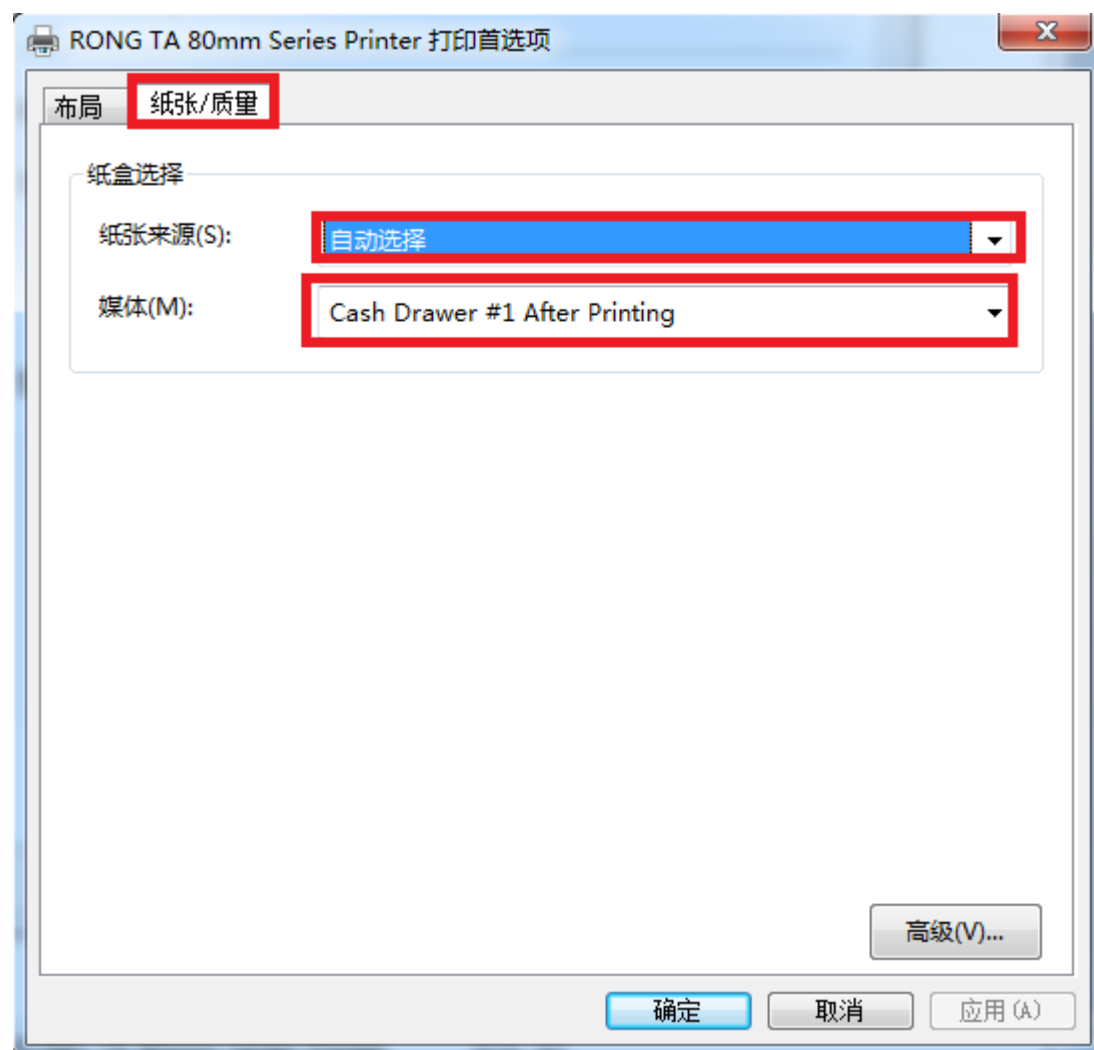 RONG TA 80mm Series Printer 打印首选项
布局 纸张/质量
纸盒选择
纸张来源(S): 自动选择
媒体(M): Cash Drawer #1 After Printing
高级(V)...
确定 取消 应用(A)